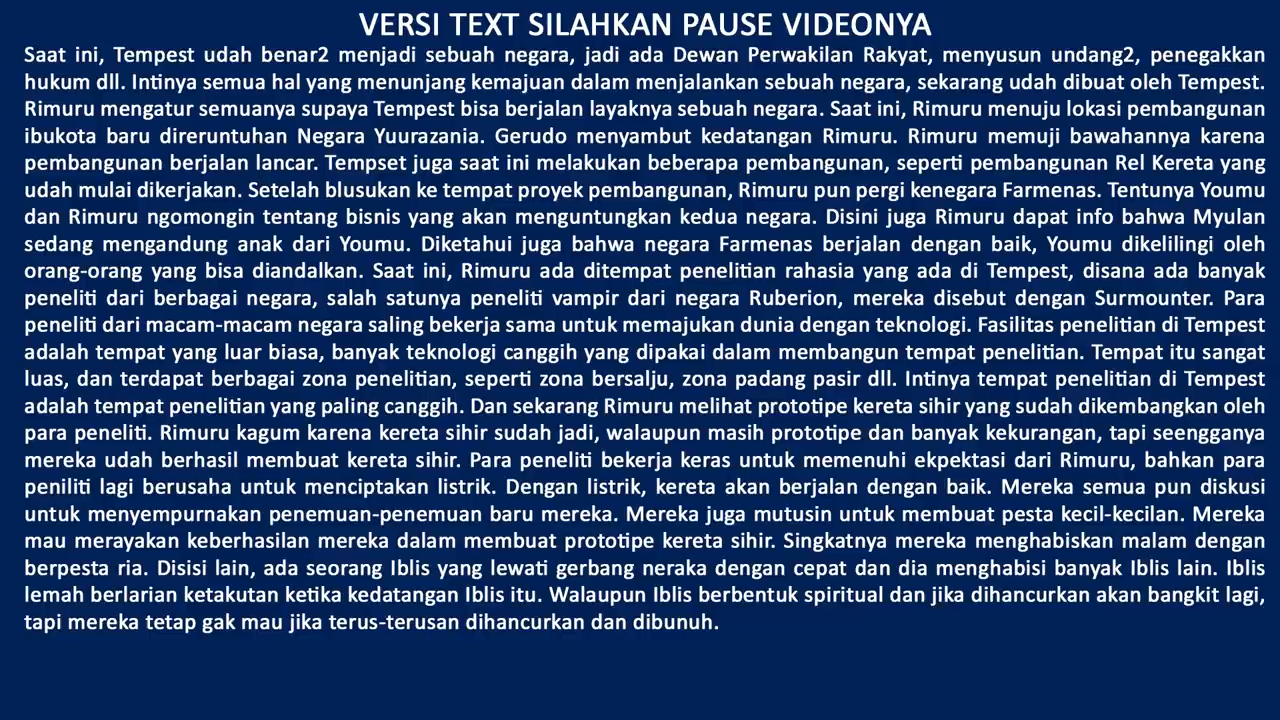 VERSI TEXT SILAHKAN PAUSE VIDEONYA
Saat ini, Tempest udah benar2 menjadi sebuah negara, jadi ada Dewan Perwakilan Rakyat, menyusun undang2, penegakkan
hukum dll. Intinya semua hal yang menunjang kemajuan dalam menjalankan sebuah negara, sekarang udah dibuat oleh Tempest.
Rimuru mengatur semuanya supaya Tempest bisa berjalan layaknya sebuah negara. Saat ini, Rimuru menuju lokasi pembangunan
ibukota baru direruntuhan Negara Yuurazania. Gerudo menyambut kedatangan Rimuru. Rimuru memuji bawahannya karena
pembangunan berjalan lancar. Tempset juga saat ini melakukan beberapa pembangunan, seperti pembangunan Rel Kereta yang
udah mulai dikerjakan. Setelah blusukan ke tempat proyek pembangunan, Rimuru pun pergi kenegara Farmenas. Tentunya Youmu
dan Rimuru ngomongin tentang bisnis yang akan menguntungkan kedua negara. Disini juga Rimuru dapat info bahwa Myulan
sedang mengandung anak dari Youmu. Diketahui juga bahwa negara Farmenas berjalan dengan baik, Youmu dikelilingi oleh
orang-orang yang bisa diandalkan. Saat ini, Rimuru ada ditempat penelitian rahasia yang ada di Tempest, disana ada banyak
peneliti dari berbagai negara, salah satunya peneliti vampir dari negara Ruberion, mereka disebut dengan Surmounter. Para
peneliti dari macam-macam negara saling bekerja sama untuk memajukan dunia dengan teknologi. Fasilitas penelitian di Tempest
adalah tempat yang luar biasa, banyak teknologi canggih yang dipakai dalam membangun tempat penelitian. Tempat itu sangat
luas, dan terdapat berbagai zona penelitian, seperti zona bersalju, zona padang pasir dll. Intinya tempat penelitian di Tempest
adalah tempat penelitian yang paling canggih. Dan sekarang Rimuru melihat prototipe kereta sihir yang sudah dikembangkan oleh
para peneliti. Rimuru kagum karena kereta sihir sudah jadi, walaupun masih prototipe dan banyak kekurangan, tapi seengganya
mereka udah berhasil membuat kereta sihir. Para peneliti bekerja keras untuk memenuhi ekpektasi dari Rimuru, bahkan para
peniliti lagi berusaha untuk menciptakan listrik. Dengan listrik, kereta akan berjalan dengan baik. Mereka semua pun diskusi
untuk menyempurnakan penemuan-penemuan baru mereka. Mereka juga mutusin untuk membuat pesta kecil-kecilan. Mereka
mau merayakan keberhasilan mereka dalam membuat prototipe kereta sihir. Singkatnya mereka menghabiskan malam dengan
berpesta ria. Disisi lain, ada seorang Iblis yang lewati gerbang neraka dengan cepat dan dia menghabisi banyak Iblis lain. Iblis
lemah berlarian ketakutan ketika kedatangan Iblis itu. Walaupun Iblis berbentuk spiritual dan jika dihancurkan akan bangkit lagi,
tapi mereka tetap gak mau jika terus-terusan dihancurkan dan dibunuh.